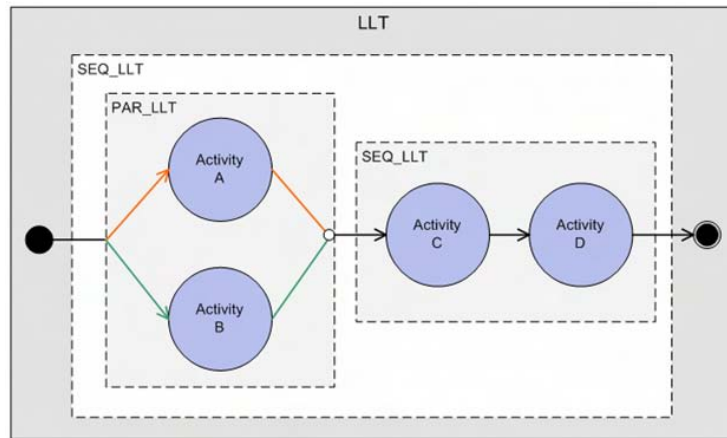 LLT
SEQ_LLT
PAR_LLT
Activity
A
Activity
B
SEQ_LLT
Activity
C
Activity
D